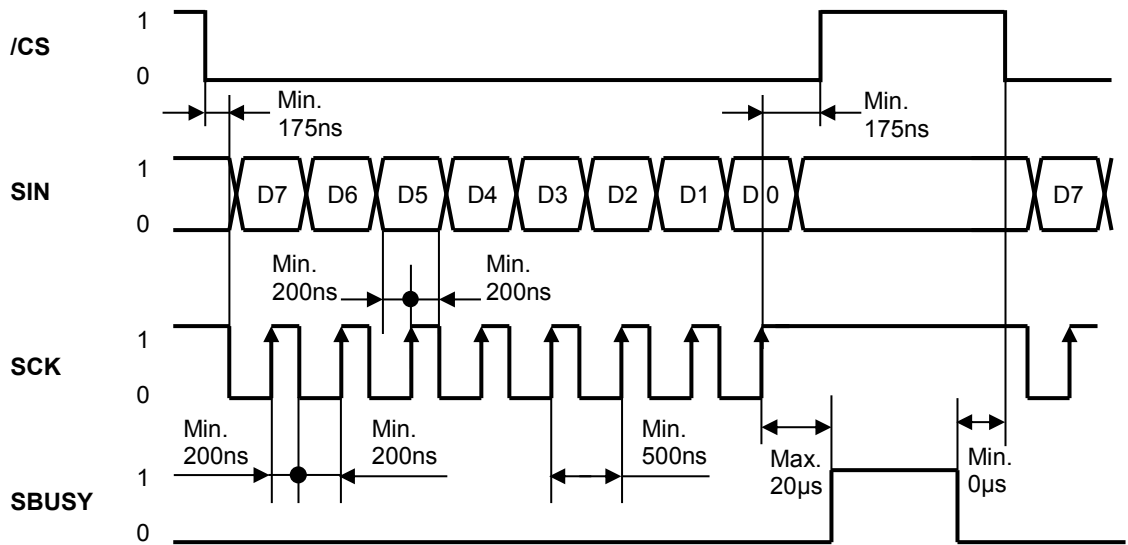 /CS
1
0
Min.
175ns
Min.
175ns
SIN
1
0
D7 D6 D5 D4 D3 D2 D1 D0 D7
Min.
200ns
Min.
200ns
SCK
1
0
Min.
200ns
Min.
200ns
Min.
500ns
Max.
20µs
Min.
0µs
SBUSY
1
0